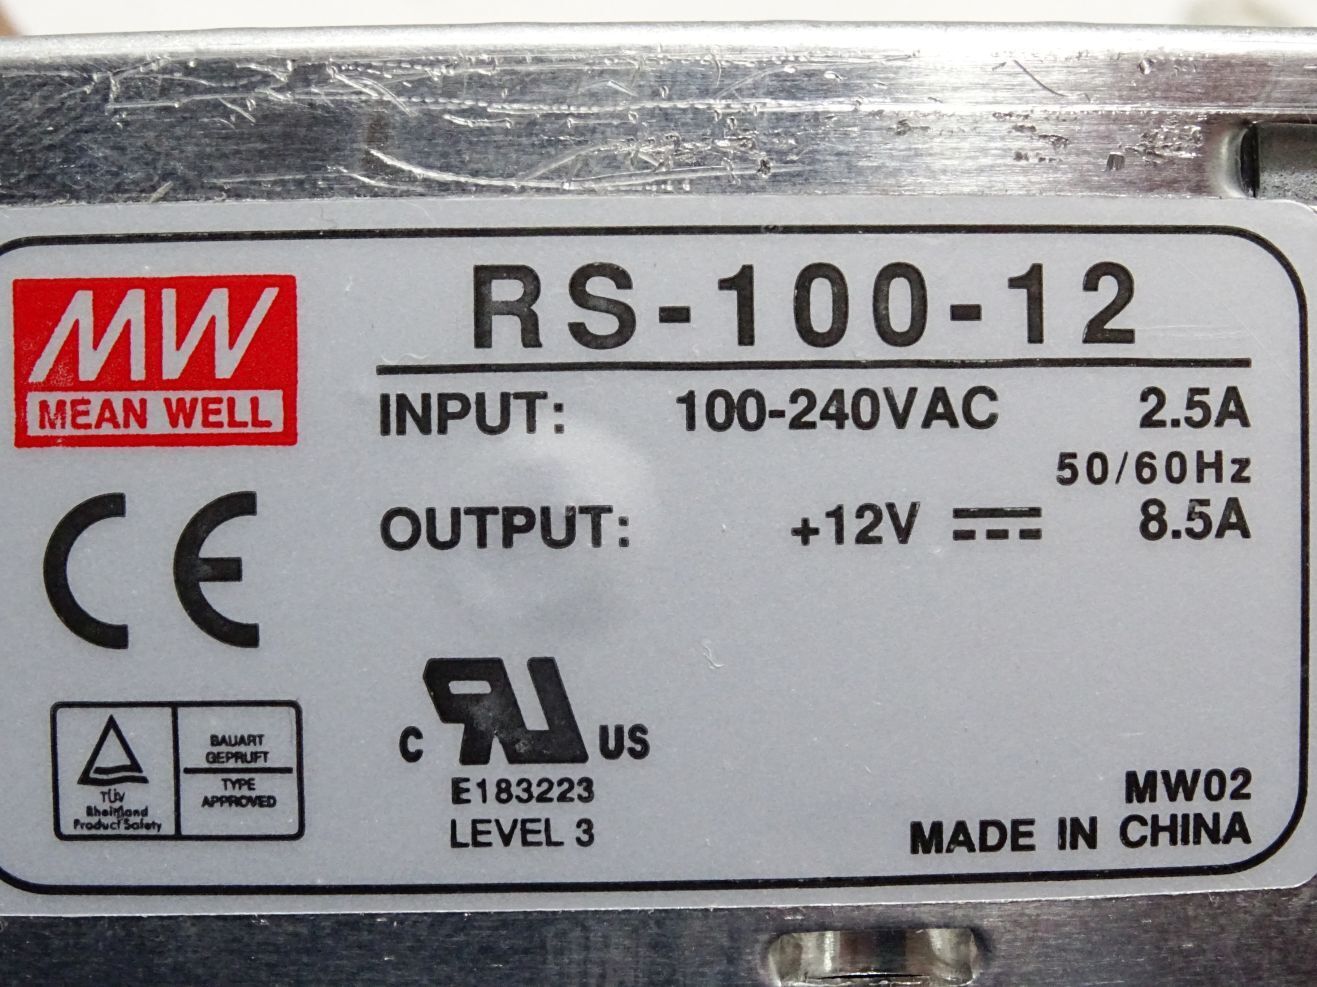 MW
MEAN WELL
RS-100-12
INPUT: 100-240VAC 2.5A
50/60Hz
OUTPUT: +12V 8.5A
CE
TÜV
Rheinland
Product Safety
BAUART
GEPRUFT
TYPE
APPROVED
C RU US
E183223
LEVEL 3
MW02
MADE IN CHINA